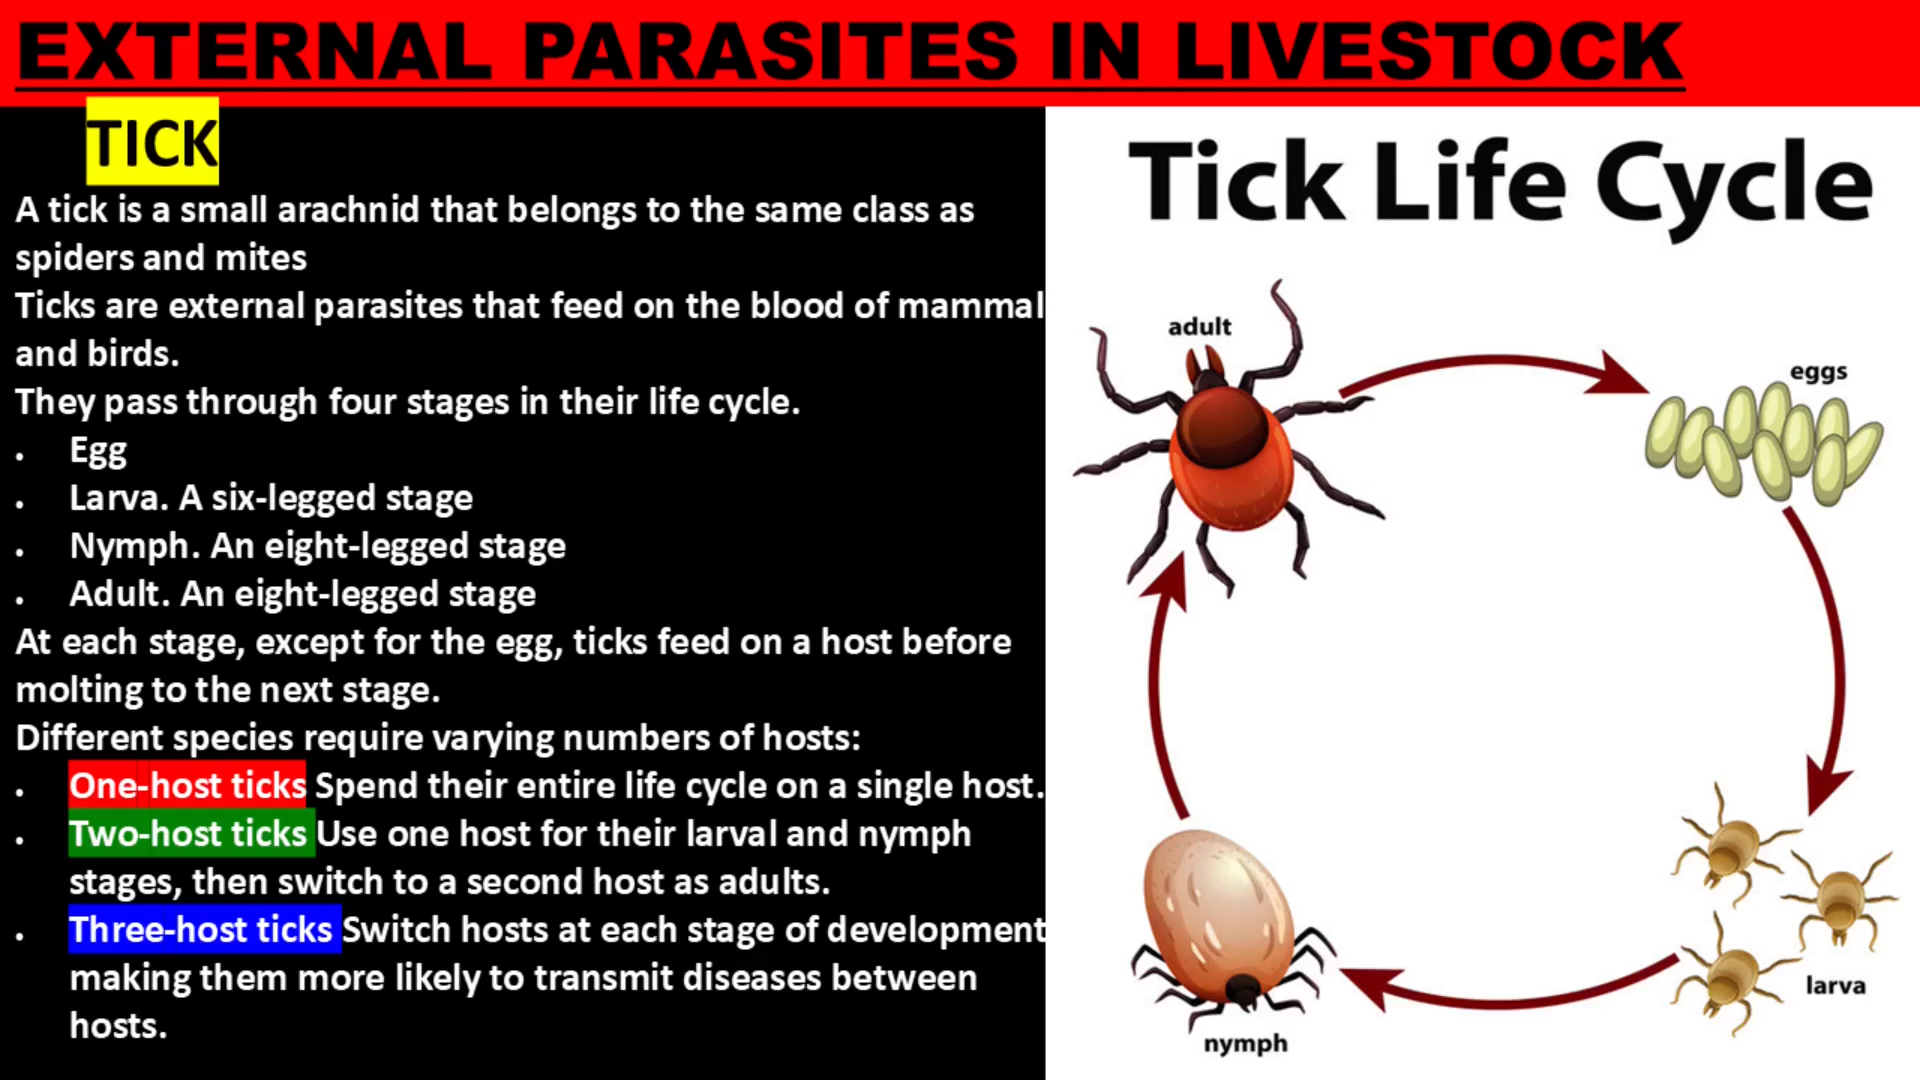 EXTERNAL PARASITES IN LIVESTOCK
TICK
A tick is a small arachnid that belongs to the same class as
spiders and mites
Ticks are external parasites that feed on the blood of mammal
and birds.
They pass through four stages in their life cycle.
• Egg
• Larva. A six-legged stage
• Nymph. An eight-legged stage
• Adult. An eight-legged stage
At each stage, except for the egg, ticks feed on a host before
molting to the next stage.
Different species require varying numbers of hosts:
• One-host ticks Spend their entire life cycle on a single host.
• Two-host ticks Use one host for their larval and nymph
stages, then switch to a second host as adults.
• Three-host ticks Switch hosts at each stage of development
making them more likely to transmit diseases between
hosts.
Tick Life Cycle
adult
eggs
larva
nymph